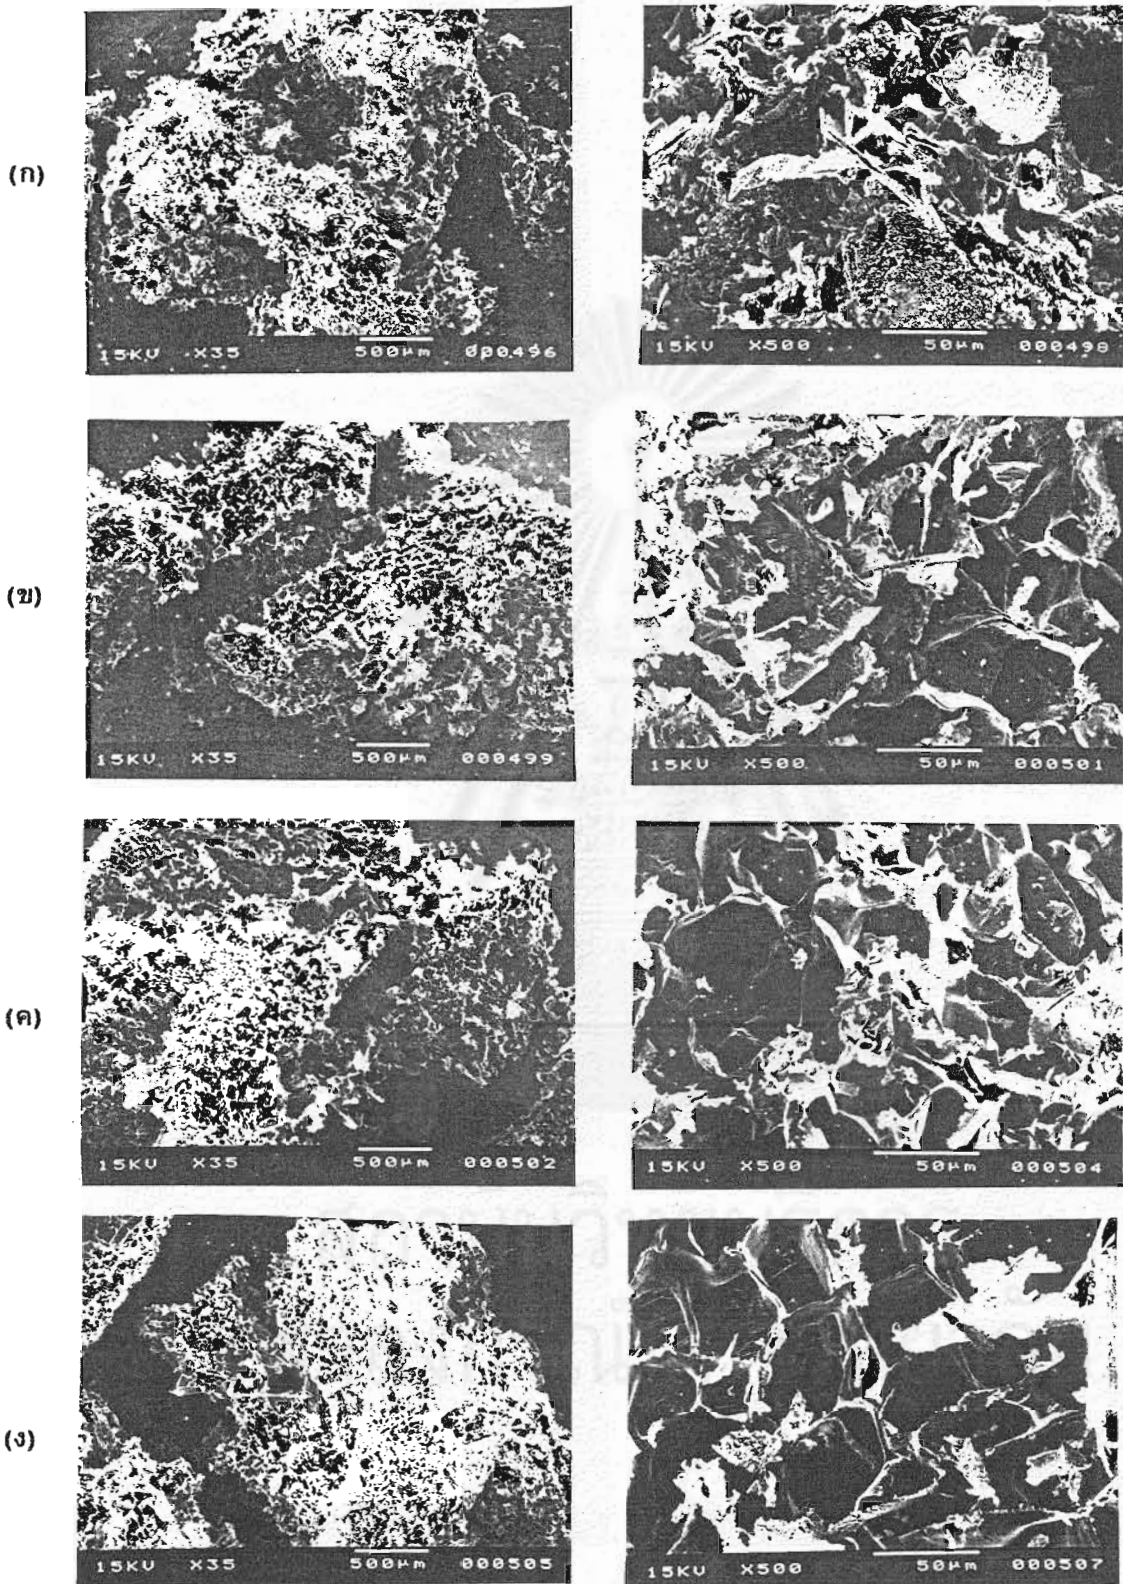 (ก)
15KV X35 500µm 000496
15KV X500 50µm 000498
(ข)
15KV X35 500µm 000499
15KV X500 50µm 000501
(ค)
15KV X35 500µm 000502
15KV X500 50µm 000504
(ง)
15KV X35 500µm 000505
15KV X500 50µm 000507